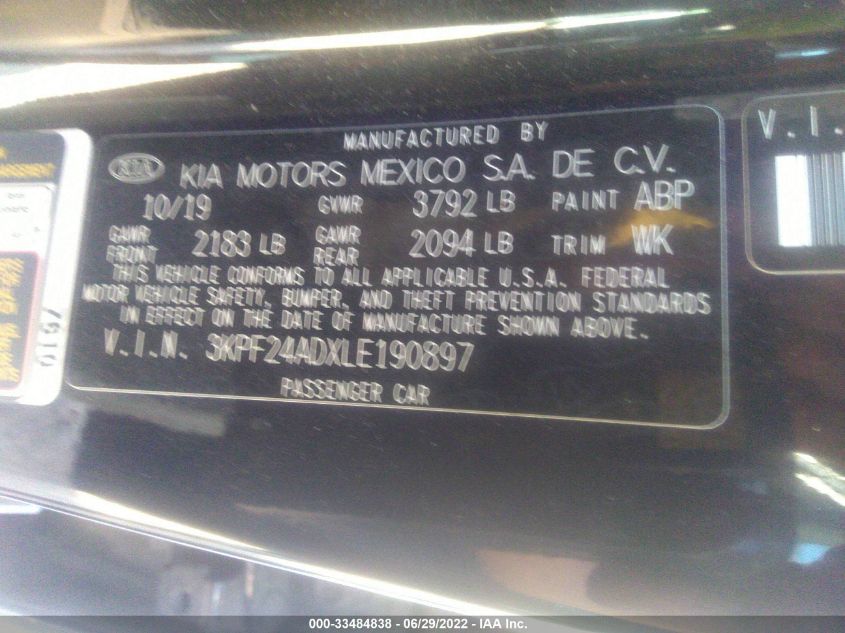 MANUFACTURED BY
KIA KIA MOTORS MEXICO S.A. DE C.V.
10/19 GVWR 3792 LB PAINT ABP
GAWR FRONT 2183 LB GAWR REAR 2094 LB TRIM WK
THIS VEHICLE CONFORMS TO ALL APPLICABLE U.S.A. FEDERAL
MOTOR VEHICLE SAFETY, BUMPER, AND THEFT PREVENTION STANDARDS
IN EFFECT ON THE DATE OF MANUFACTURE SHOWN ABOVE.
V.I.N. 3KPF24ADXLE190897
PASSENGER CAR
V.I.
000-33484838 - 06/29/2022 - IAA Inc.